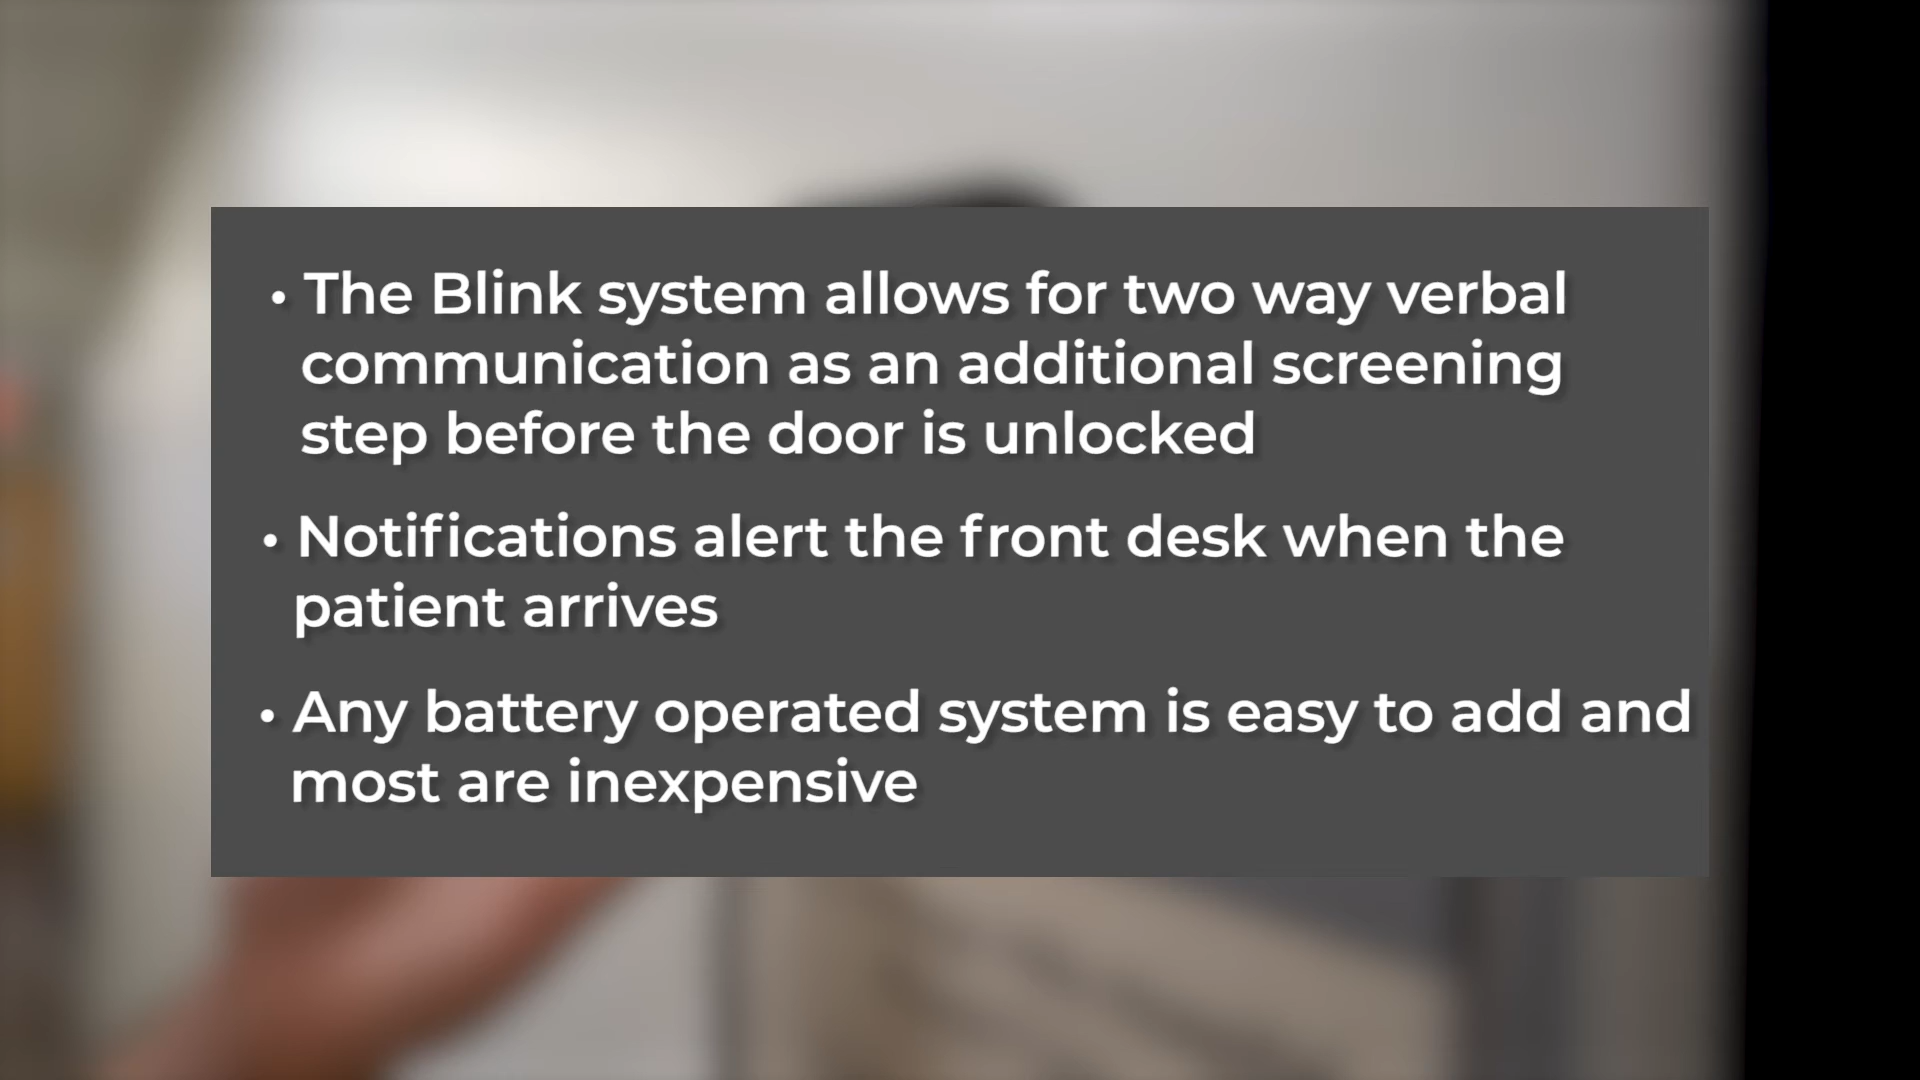 • The Blink system allows for two way verbal
communication as an additional screening
step before the door is unlocked
• Notifications alert the front desk when the
patient arrives
• Any battery operated system is easy to add and
most are inexpensive